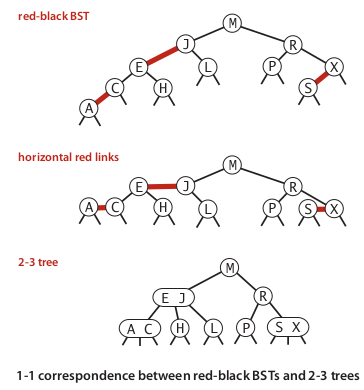 red-black BST
M
J R
E L P X
C H S
A
horizontal red links
M
E J R
A C H L P S X
2-3 tree
M
E J R
A C H L P S X
1-1 correspondence between red-black BSTs and 2-3 trees